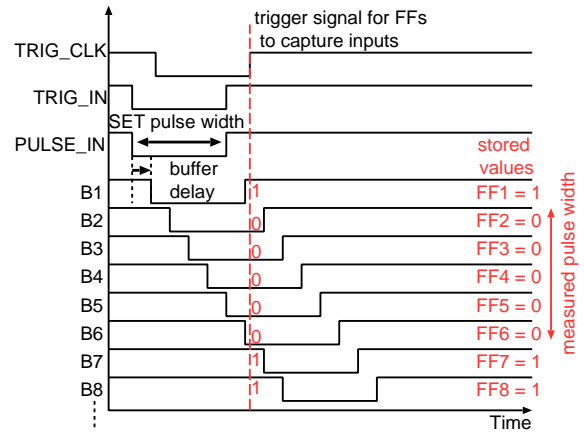 trigger signal for FFs
to capture inputs
TRIG_CLK
TRIG_IN
SET pulse width
PULSE_IN
stored
values
buffer
delay
B1 1 FF1 = 1
B2 0 FF2 = 0
B3 0 FF3 = 0
B4 0 FF4 = 0
B5 0 FF5 = 0
B6 0 FF6 = 0
B7 1 FF7 = 1
B8 1 FF8 = 1
measured pulse width
Time